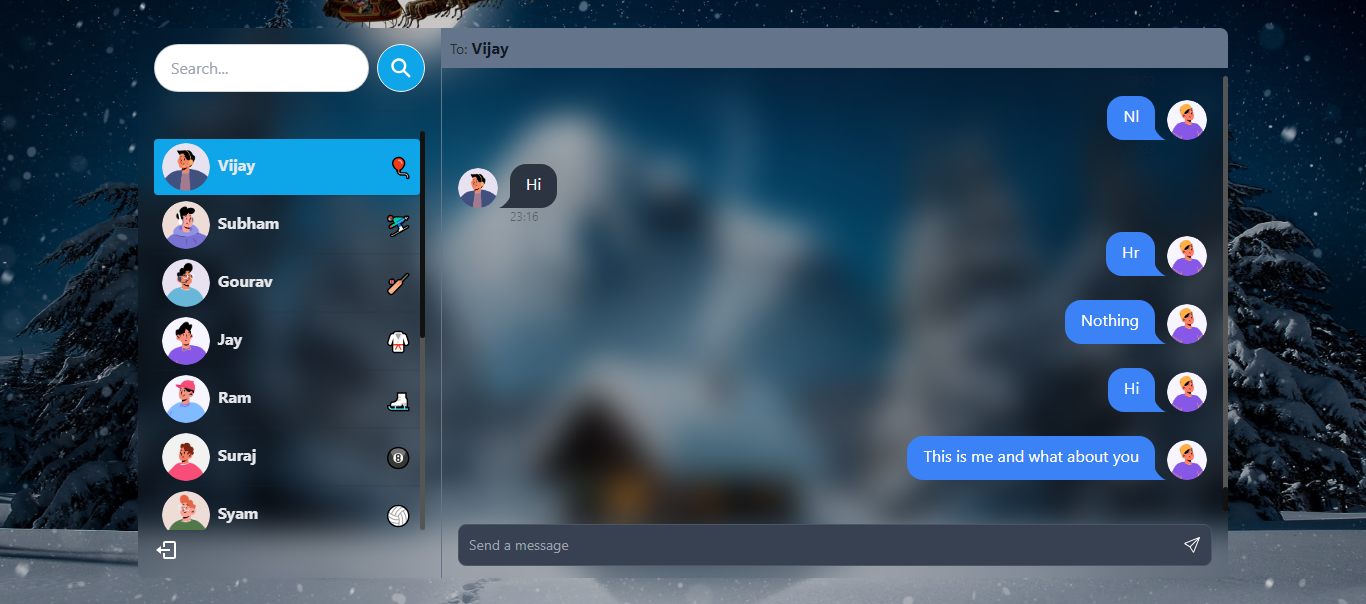 Search...
Vijay
Subham
Gourav
Jay
Ram
Suraj
Syam
To: Vijay
Nl
Hi
23:16
Hr
Nothing
Hi
This is me and what about you
Send a message
8